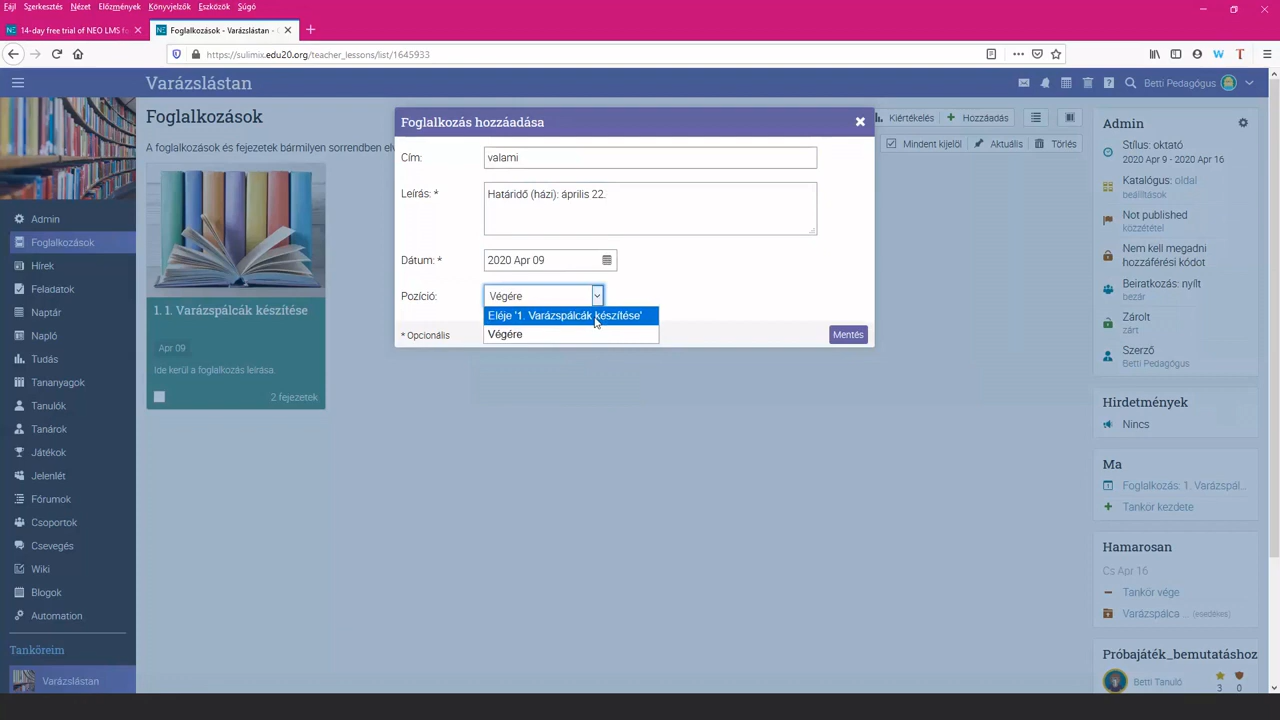 Fájl Szerkesztés Nézet Előzmények Könyvjelzők Eszközök Súgó
14-day free trial of NEO LMS fo
Foglalkozások - Varázslástan -
https://sulimix.edu20.org/teacher_lessons/list/1645933
Varázslástan
Betti Pedagógus
Admin
Foglalkozások
Hírek
Feladatok
Naptár
Napló
Tudás
Tananyagok
Tanulók
Tanárok
Játékok
Jelenlét
Fórumok
Csoportok
Csevegés
Wiki
Blogok
Automation
Tanköreim
Varázslástan
Foglalkozások
A foglalkozások és fejezetek bármilyen sorrendben el
Kiértékelés Hozzáadás
Mindent kijelöl Aktuális Törlés
1. 1. Varázspálcák készítése
Apr 09
Ide kerül a foglalkozás leírása.
2 fejezetek
Foglalkozás hozzáadása
Cím: valami
Leírás: * Határidő (házi): április 22.
Dátum: * 2020 Apr 09
Pozíció: Végére
Eléje '1. Varázspálcák készítése'
Végére
* Opcionális
Mentés
Admin
Stílus: oktató
2020 Apr 09 - 2020 Apr 16
Katalógus: oldal
beállítások
Not published
közzététel
Nem kell megadni
hozzáférési kódot
Beiratkozás: nyílt
bezár
Zárolt
zárt
Szerző
Betti Pedagógus
Hirdetmények
Nincs
Ma
Foglalkozás: 1. Varázspál...
Tankör kezdete
Hamarosan
Cs Apr 16
Tankör vége
Varázspálca ... (esedékes)
Próbajáték_bemutatáshoz
Betti Tanuló
3 0